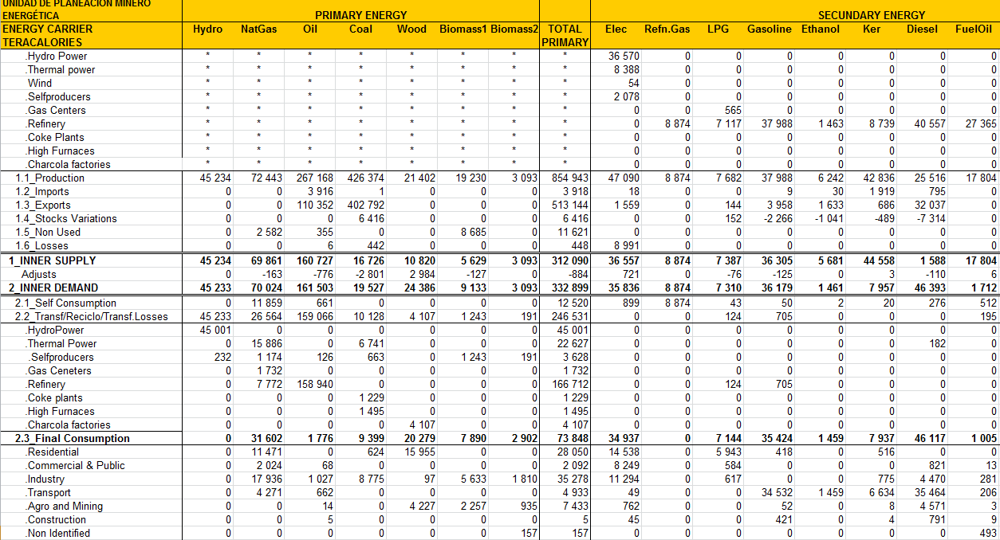 UNIDAD DE PLANEACIÓN MINERO
ENERGÉTICA PRIMARY ENERGY SECUNDARY ENERGY
ENERGY CARRIER Hydro NatGas Oil Coal Wood Biomass1 Biomass2 TOTAL Elec Refn.Gas LPG Gasoline Ethanol Ker Diesel FuelOil
TERACALORIES PRIMARY
.Hydro Power * * * * * * * * 36 570 0 0 0 0 0 0 0
.Thermal power * * * * * * * * 8 388 0 0 0 0 0 0 0
Wind * * * * * * * * 54 0 0 0 0 0 0 0
.Selfproducers * * * * * * * * 2 078 0 0 0 0 0 0 0
.Gas Centers * * * * * * * * 0 0 565 0 0 0 0 0
.Refinery * * * * * * * * 0 8 874 7 117 37 988 1 463 8 739 40 557 27 365
.Coke Plants * * * * * * * * 0 0 0 0 0 0 0 0
.High Furnaces * * * * * * * * 0 0 0 0 0 0 0 0
.Charcola factories * * * * * * * * 0 0 0 0 0 0 0 0
1.1_Production 45 234 72 443 267 168 426 374 21 402 19 230 3 093 854 943 47 090 8 874 7 682 37 988 6 242 42 836 25 516 17 804
1.2_Imports 0 0 3 916 1 0 0 0 3 918 18 0 0 9 30 1 919 795 0
1.3_Exports 0 0 110 352 402 792 0 0 0 513 144 1 559 0 144 3 958 1 633 686 32 037 0
1.4_Stocks Variations 0 0 0 6 416 0 0 0 6 416 0 0 152 -2 266 -1 041 -489 -7 314 0
1.5_Non Used 0 2 582 355 0 0 8 685 0 11 621 0 0 0 0 0 0 0 0
1.6_Losses 0 0 6 442 0 0 0 448 8 991 0 0 0 0 0 0 0
1_INNER SUPPLY 45 234 69 861 160 727 16 726 10 820 5 629 3 093 312 090 36 557 8 874 7 387 36 305 5 681 44 558 1 588 17 804
Adjusts 0 -163 -776 -2 801 2 984 -127 0 -884 721 0 -76 -125 0 3 -110 6
2_INNER DEMAND 45 233 70 024 161 503 19 527 24 386 9 133 3 093 332 899 35 836 8 874 7 310 36 179 1 461 7 957 46 393 1 712
2.1_Self Consumption 0 11 859 661 0 0 0 0 12 520 899 8 874 43 50 2 20 276 512
2.2_Transf/Reciclo/Transf.Losses 45 233 26 564 159 066 10 128 4 107 1 243 191 246 531 0 0 124 705 0 0 0 195
.HydroPower 45 001 0 0 0 0 0 0 45 001 0 0 0 0 0 0 0 0
.Thermal Power 0 15 886 0 6 741 0 0 0 22 627 0 0 0 0 0 0 182 0
.Selfproducers 232 1 174 126 663 0 1 243 191 3 628 0 0 0 0 0 0 0 0
.Gas Ceneters 0 1 732 0 0 0 0 0 1 732 0 0 0 0 0 0 0 0
.Refinery 0 7 772 158 940 0 0 0 0 166 712 0 0 124 705 0 0 0 0
.Coke plants 0 0 0 1 229 0 0 0 1 229 0 0 0 0 0 0 0 0
.High Furnaces 0 0 0 1 495 0 0 0 1 495 0 0 0 0 0 0 0 0
.Charcola factories 0 0 0 0 4 107 0 0 4 107 0 0 0 0 0 0 0 0
2.3_Final Consumption 0 31 602 1 776 9 399 20 279 7 890 2 902 73 848 34 937 0 7 144 35 424 1 459 7 937 46 117 1 005
.Residential 0 11 471 0 624 15 955 0 0 28 050 14 538 0 5 943 418 0 516 0 0
.Commercial & Public 0 2 024 68 0 0 0 0 2 092 8 249 0 584 0 0 0 821 13
.Industry 0 17 936 1 027 8 775 97 5 633 1 810 35 278 11 294 0 617 0 0 775 4 470 281
.Transport 0 4 271 662 0 0 0 0 4 933 49 0 0 34 532 1 459 6 634 35 464 206
.Agro and Mining 0 0 14 0 4 227 2 257 935 7 433 762 0 0 52 0 8 4 571 3
.Construction 0 0 5 0 0 0 0 5 45 0 0 421 0 4 791 9
.Non Identified 0 0 0 0 0 0 157 157 0 0 0 0 0 0 0 493